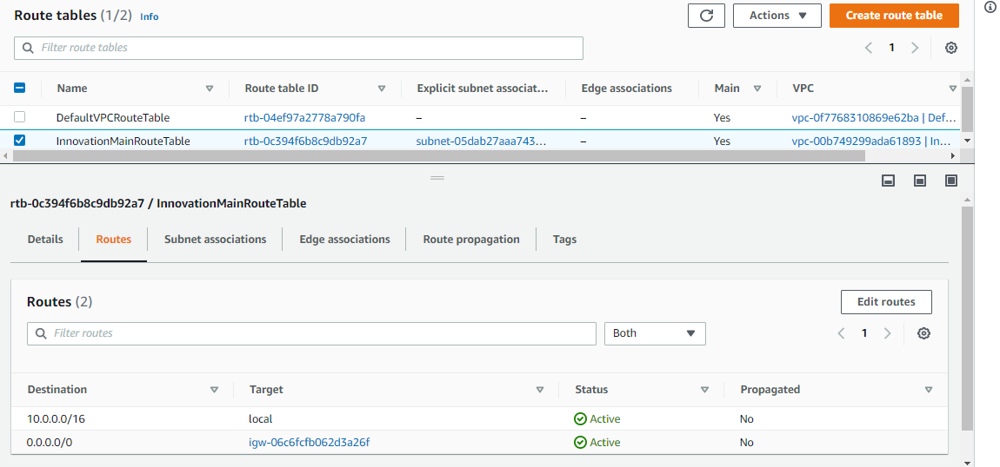 Route tables (1/2) Info Actions Create route table
Filter route tables 1
Name Route table ID Explicit subnet associat... Edge associations Main VPC
DefaultVPCRouteTable rtb-04ef97a2778a790fa – – Yes vpc-0f7768310869e62ba | Def...
InnovationMainRouteTable rtb-0c394f6b8c9db92a7 subnet-05dab27aaa743... – Yes vpc-00b749299ada61893 | In...
rtb-0c394f6b8c9db92a7 / InnovationMainRouteTable
Details Routes Subnet associations Edge associations Route propagation Tags
Routes (2) Edit routes
Filter routes Both 1
Destination Target Status Propagated
10.0.0.0/16 local Active No
0.0.0.0/0 igw-06c6fcfb062d3a26f Active No